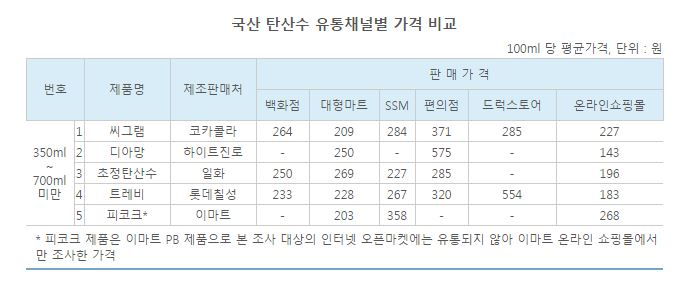 국산 탄산수 유통채널별 가격 비교
100ml 당 평균가격, 단위 : 원
번호 제품명 제조판매처 판 매 가 격
백화점 대형마트 SSM 편의점 드럭스토어 온라인쇼핑몰
350ml ~ 700ml 미만
1 씨그램 코카콜라 264 209 284 371 285 227
2 디아망 하이트진로 - 250 - 575 - 143
3 초정탄산수 일화 250 269 227 285 - 196
4 트레비 롯데칠성 233 228 267 320 554 183
5 피코크* 이마트 - 203 358 - - 268
* 피코크 제품은 이마트 PB 제품으로 본 조사 대상의 인터넷 오픈마켓에는 유통되지 않아 이마트 온라인 쇼핑몰에서
만 조사한 가격